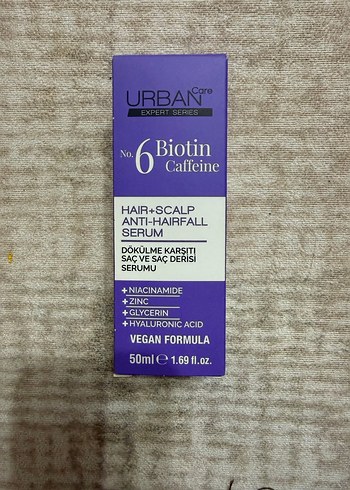 URBAN Care
EXPERT SERIES
No. 6 Biotin
Caffeine
HAIR+SCALP
ANTI-HAIRFALL
SERUM
DÖKÜLME KARŞITI
SAÇ VE SAÇ DERİSİ
SERUMU
+NIACINAMIDE
+ZINC
+GLYCERIN
+HYALURONIC ACID
VEGAN FORMULA
50ml ℮ 1.69 fl.oz.